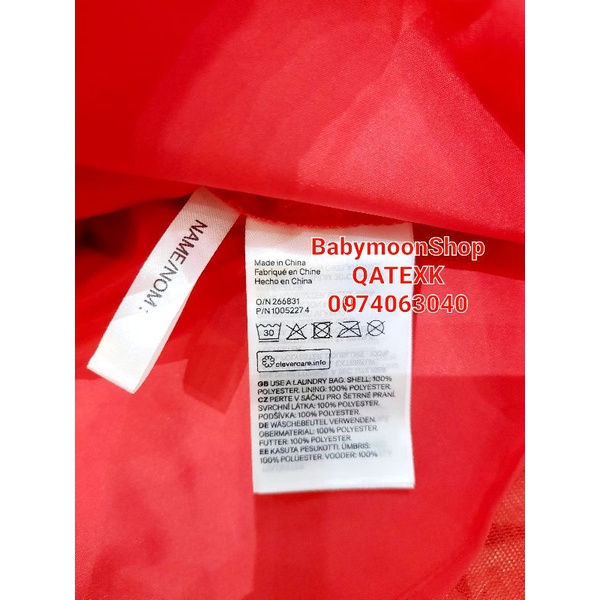 BabymoonShop
QATEXK
0974063040
NAME/NOM:
Made in China
Fabriqué en Chine
Hecho en China
O/N 266831
P/N 10052274
30
clevercare.info
GB USE A LAUNDRY BAG. SHELL: 100%
POLYESTER. LINING: 100% POLYESTER
CZ PERTE V SÁČKU PRO ŠETRNÉ PRANÍ.
SVRCHNÍ LÁTKA: 100% POLYESTER
PODŠÍVKA: 100% POLYESTER
DE WÄSCHEBEUTEL VERWENDEN.
OBERMATERIAL: 100% POLYESTER
FUTTER: 100% POLYESTER
EE KASUTA PESUKOTTI, ÜMBRIS:
100% POLÜESTER. VOODER: 100%